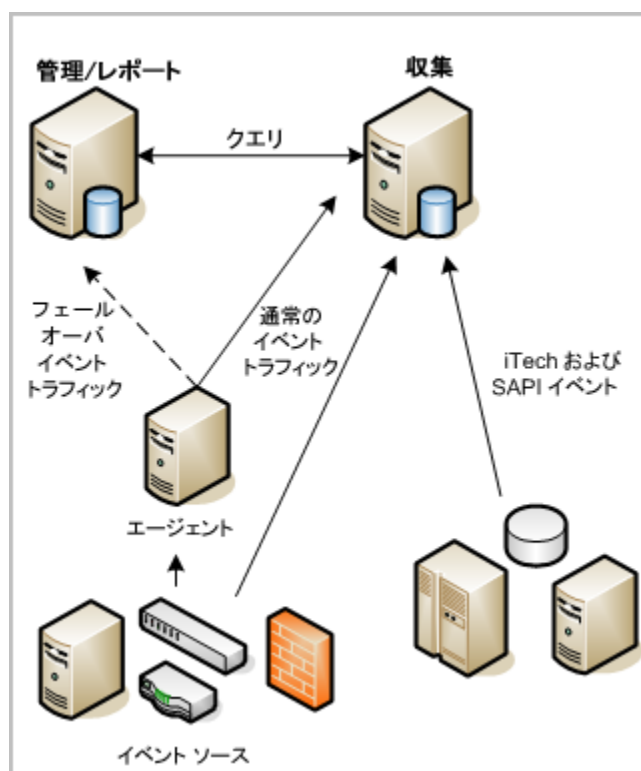 管理/レポート
収集
クエリ
フェール
オーバ
イベント
トラフィック
通常の
イベント
トラフィック
iTech および
SAPI イベント
エージェント
イベント ソース